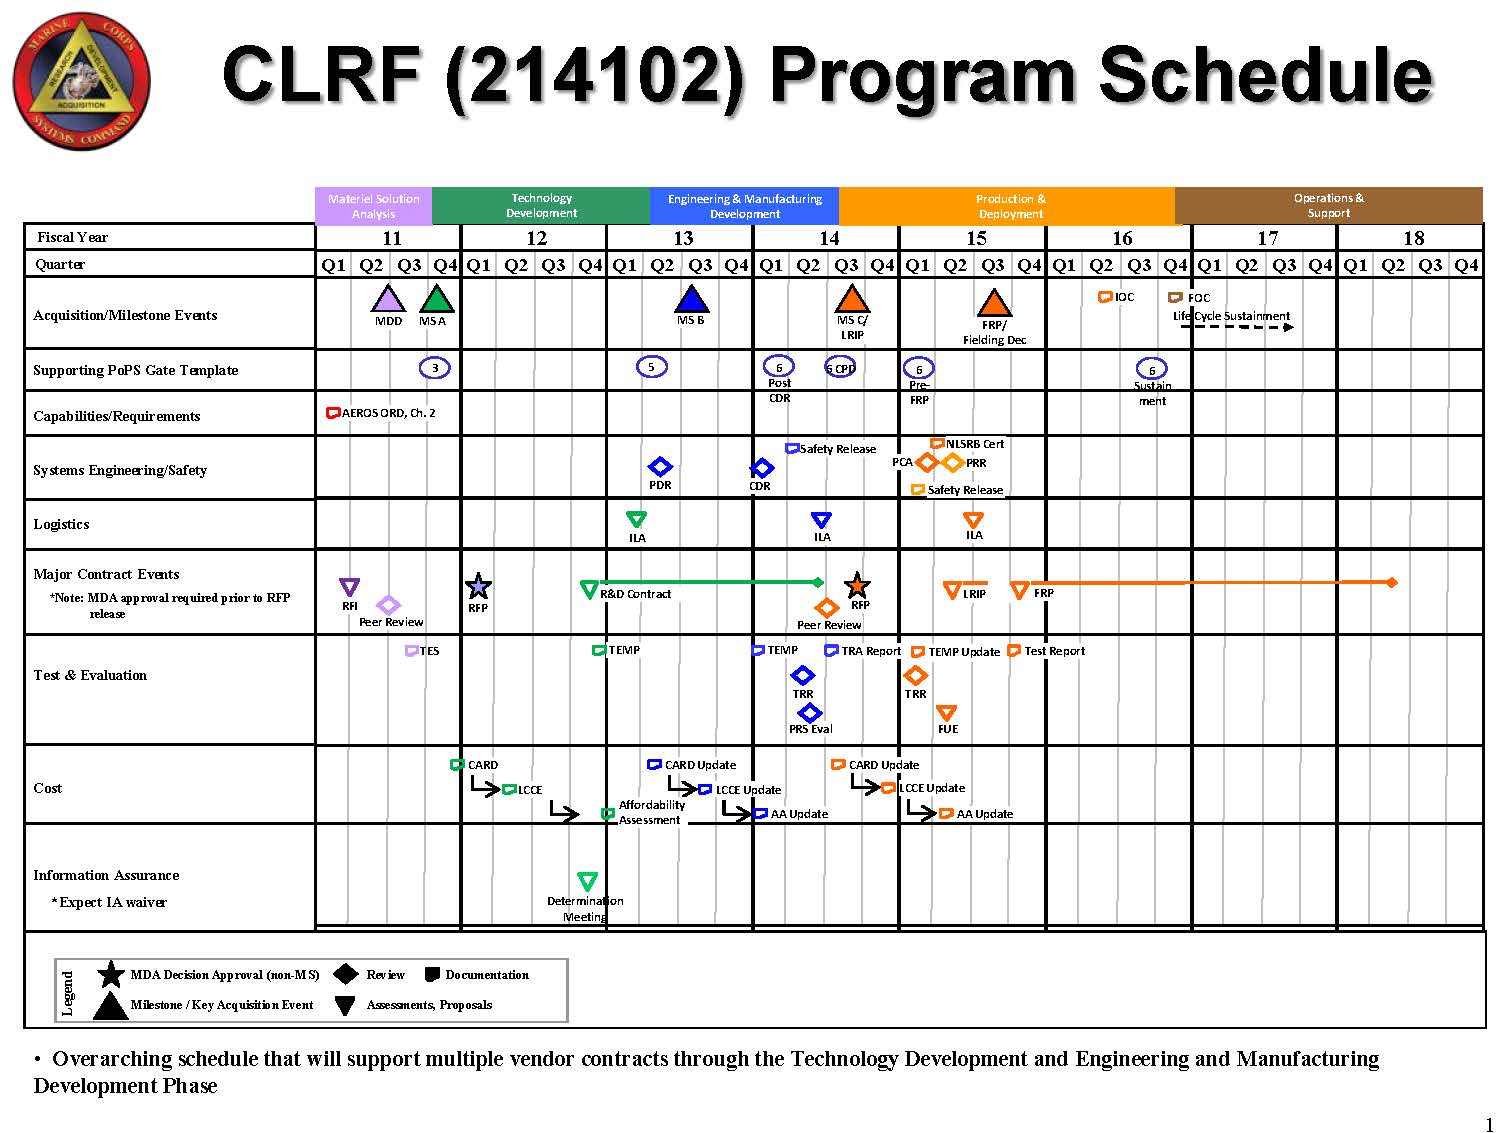 MARINE CORPS
RESEARCH
DEVELOPMENT
ACQUISITION
SYSTEMS COMMAND
CLRF (214102) Program Schedule
Materiel Solution
Analysis
Technology
Development
Engineering & Manufacturing
Development
Production &
Deployment
Operations &
Support
Fiscal Year 11 12 13 14 15 16 17 18
Quarter Q1 Q2 Q3 Q4 Q1 Q2 Q3 Q4 Q1 Q2 Q3 Q4 Q1 Q2 Q3 Q4 Q1 Q2 Q3 Q4 Q1 Q2 Q3 Q4 Q1 Q2 Q3 Q4 Q1 Q2 Q3 Q4
Acquisition/Milestone Events
MDD
MS A
MS B
MS C/
LRIP
FRP/
Fielding Dec
IOC
FOC
Life Cycle Sustainment
Supporting PoPS Gate Template
3
5
6
Post
CDR
6 CPD
6
Pre-
FRP
6
Sustain
ment
Capabilities/Requirements
AEROS ORD, Ch. 2
Systems Engineering/Safety
PDR
CDR
Safety Release
NLSRB Cert
PCA
PRR
Safety Release
Logistics
ILA
ILA
ILA
Major Contract Events
*Note: MDA approval required prior to RFP
release
RFI
Peer Review
RFP
R&D Contract
RFP
Peer Review
LRIP
FRP
Test & Evaluation
TES
TEMP
TEMP
TRA Report
TEMP Update
Test Report
TRR
TRR
PRS Eval
FUE
Cost
CARD
LCCE
Affordability
Assessment
CARD Update
LCCE Update
AA Update
CARD Update
LCCE Update
AA Update
Information Assurance
*Expect IA waiver
Determination
Meeting
Legend
MDA Decision Approval (non-MS)
Review
Documentation
Milestone / Key Acquisition Event
Assessments, Proposals
• Overarching schedule that will support multiple vendor contracts through the Technology Development and Engineering and Manufacturing
Development Phase
1